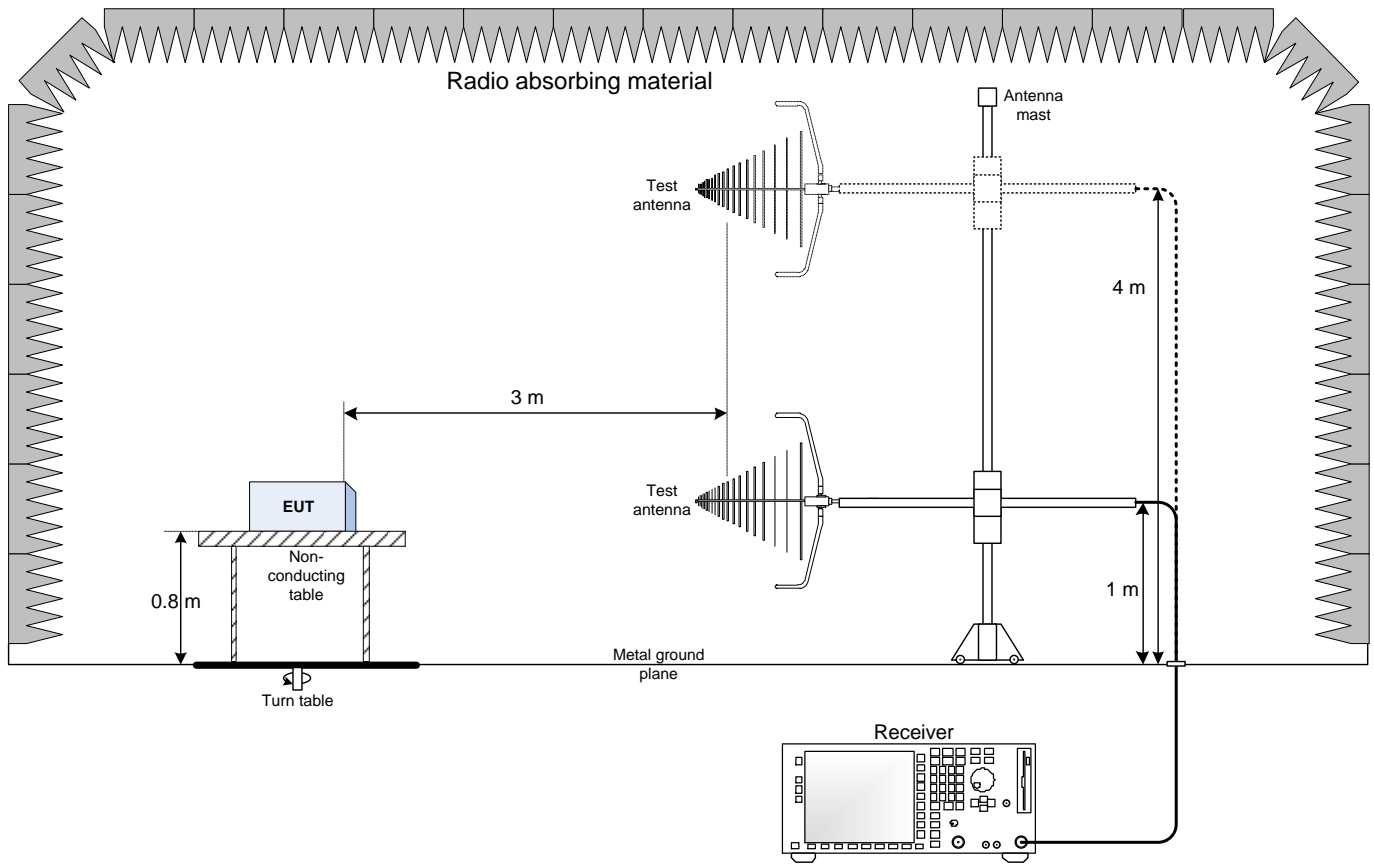 Radio absorbing material
Antenna
mast
Test
antenna
4 m
3 m
Test
antenna
EUT
Non-
conducting
table
0.8 m
1 m
Metal ground
plane
Turn table
Receiver